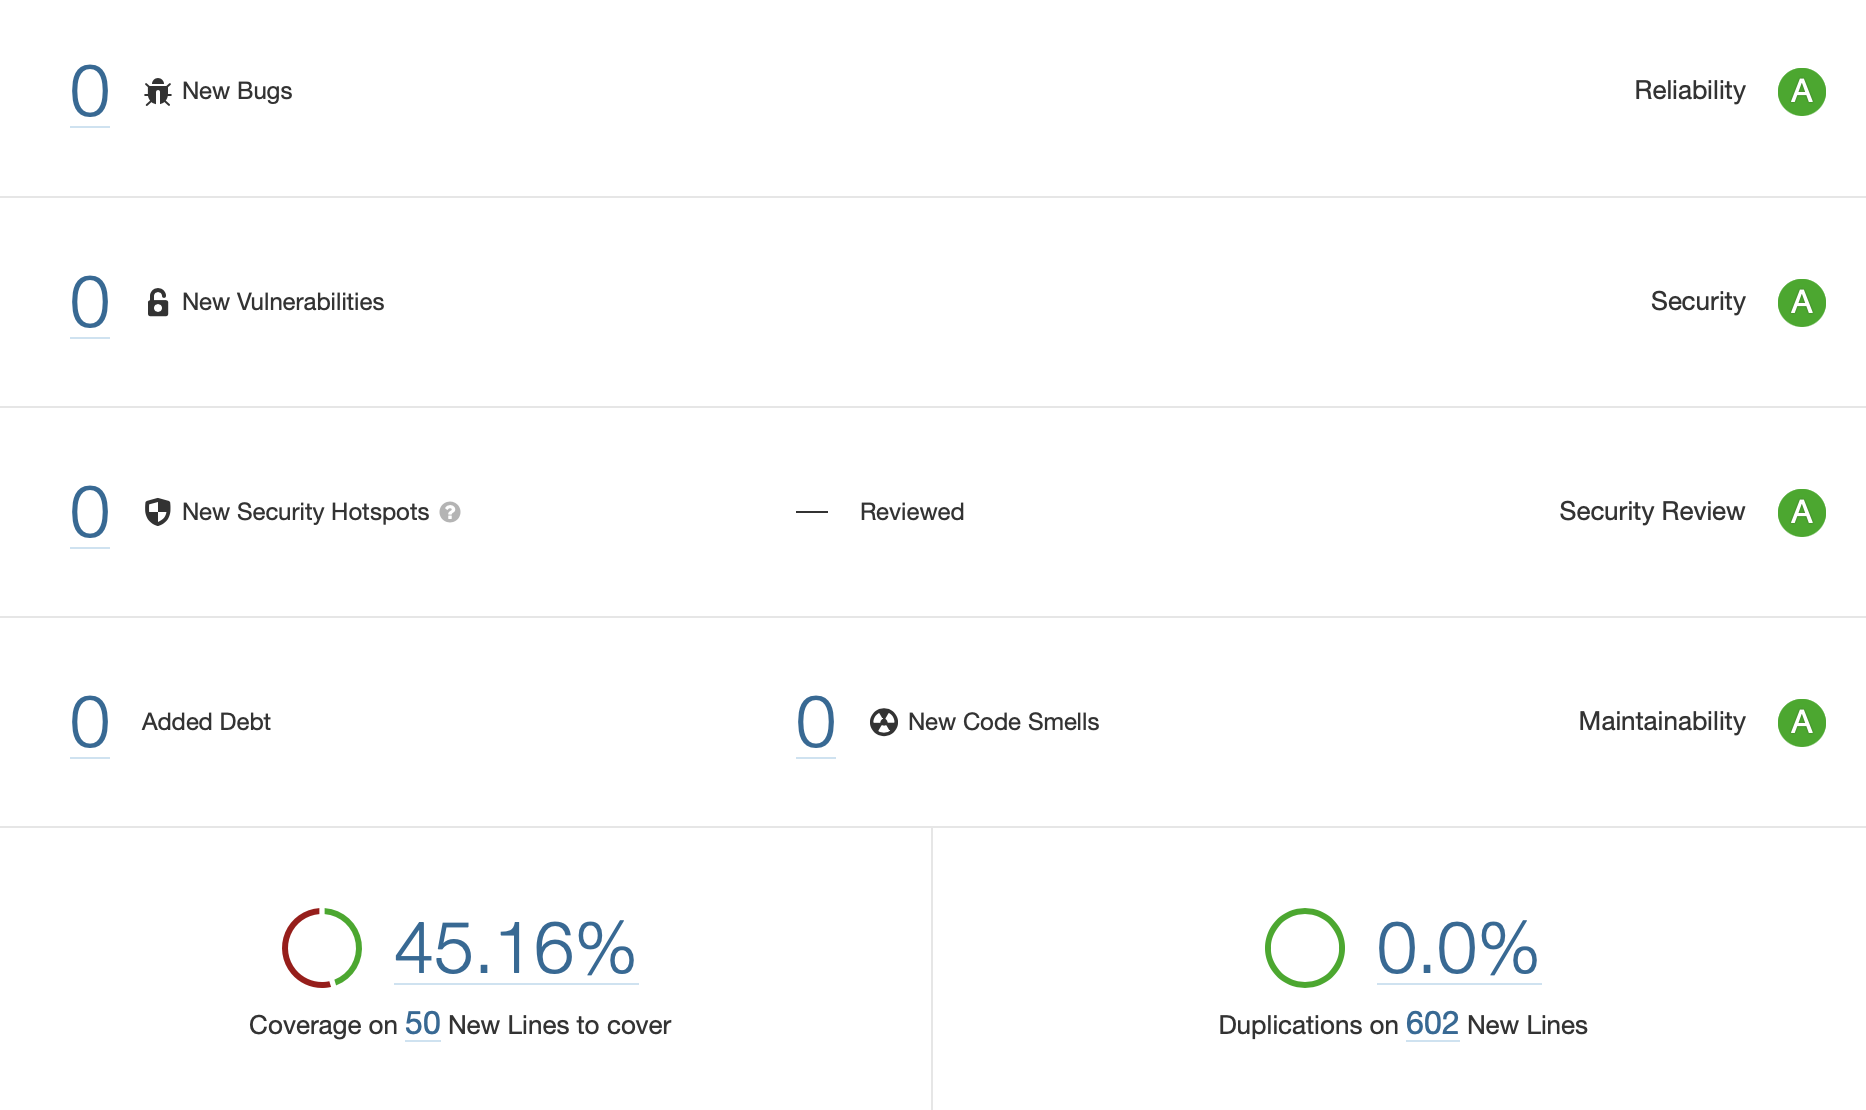 0 New Bugs Reliability A
0 New Vulnerabilities Security A
0 New Security Hotspots ? — Reviewed Security Review A
0 Added Debt 0 New Code Smells Maintainability A
45.16%
Coverage on 50 New Lines to cover
0.0%
Duplications on 602 New Lines